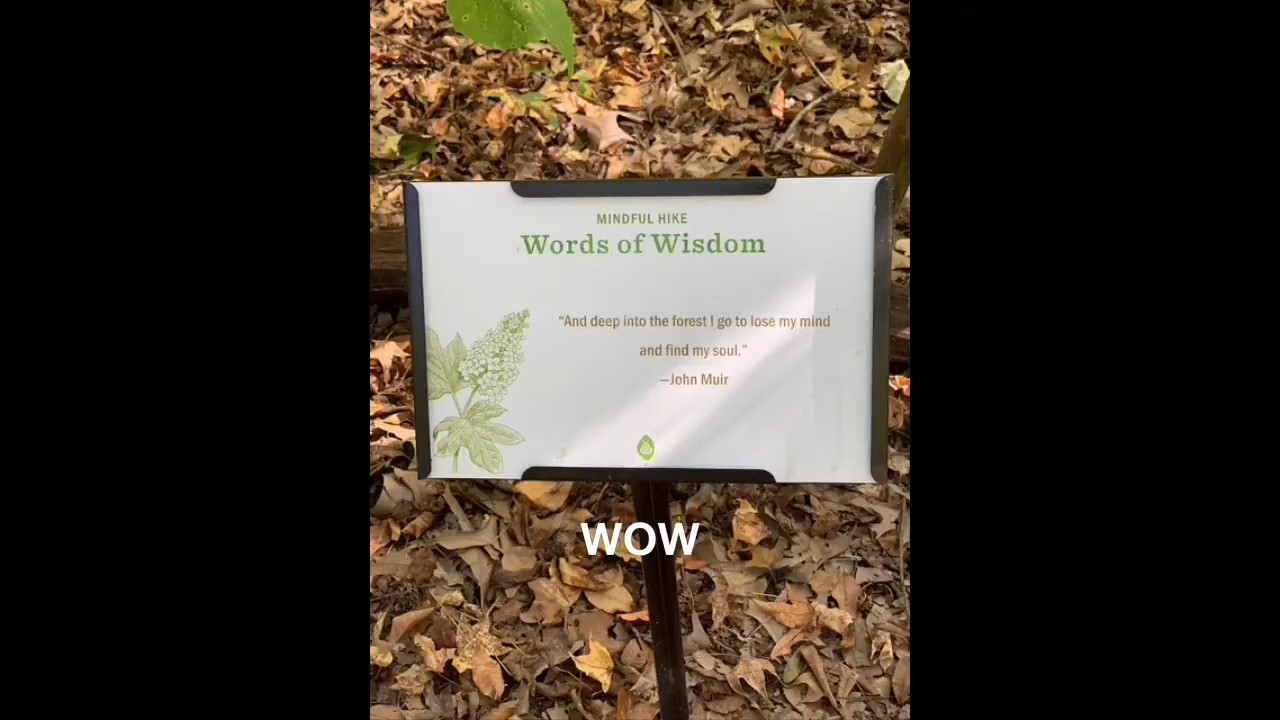 MINDFUL HIKE
Words of Wisdom
“And deep into the forest I go to lose my mind
and find my soul.”
—John Muir
WOW